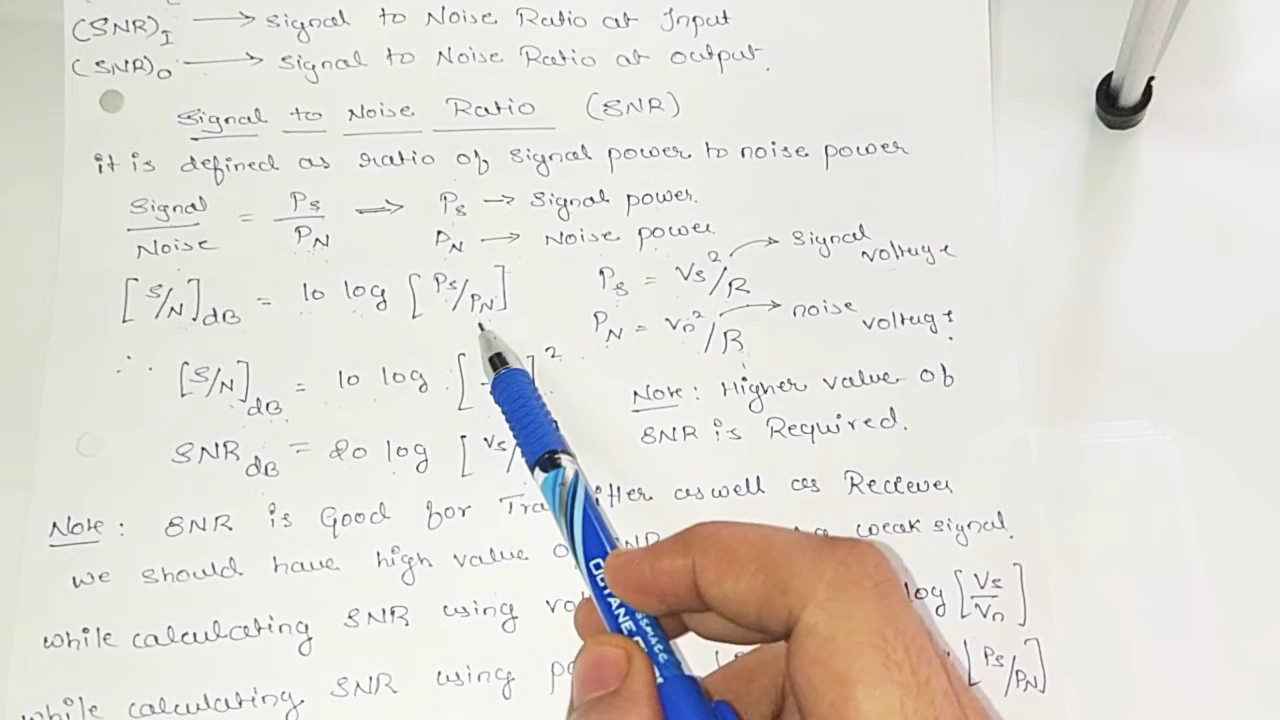 (SNR)I → signal to Noise Ratio at Input
(SNR)O → signal to Noise Ratio at output.
Signal to Noise Ratio (SNR)
it is defined as ratio of signal power to noise power
Signal / Noise = PS / PN ⟹ PS → signal power.
PN → Noise power
[S/N]dB = 10 log [PS/PN]
PS = VS²/R → signal voltage
PN = Vn²/R → noise voltage
∴ [S/N]dB = 10 log [ ]²
SNR dB = 20 log [VS/
Note: Higher value of
SNR is Required.
Note: SNR is Good for Tra itter aswell as Reciever
we should have high value o NR weak signal.
while calculating SNR using vo log [VS/Vn]
while calculating SNR using po [PS/PN]
OCTANE